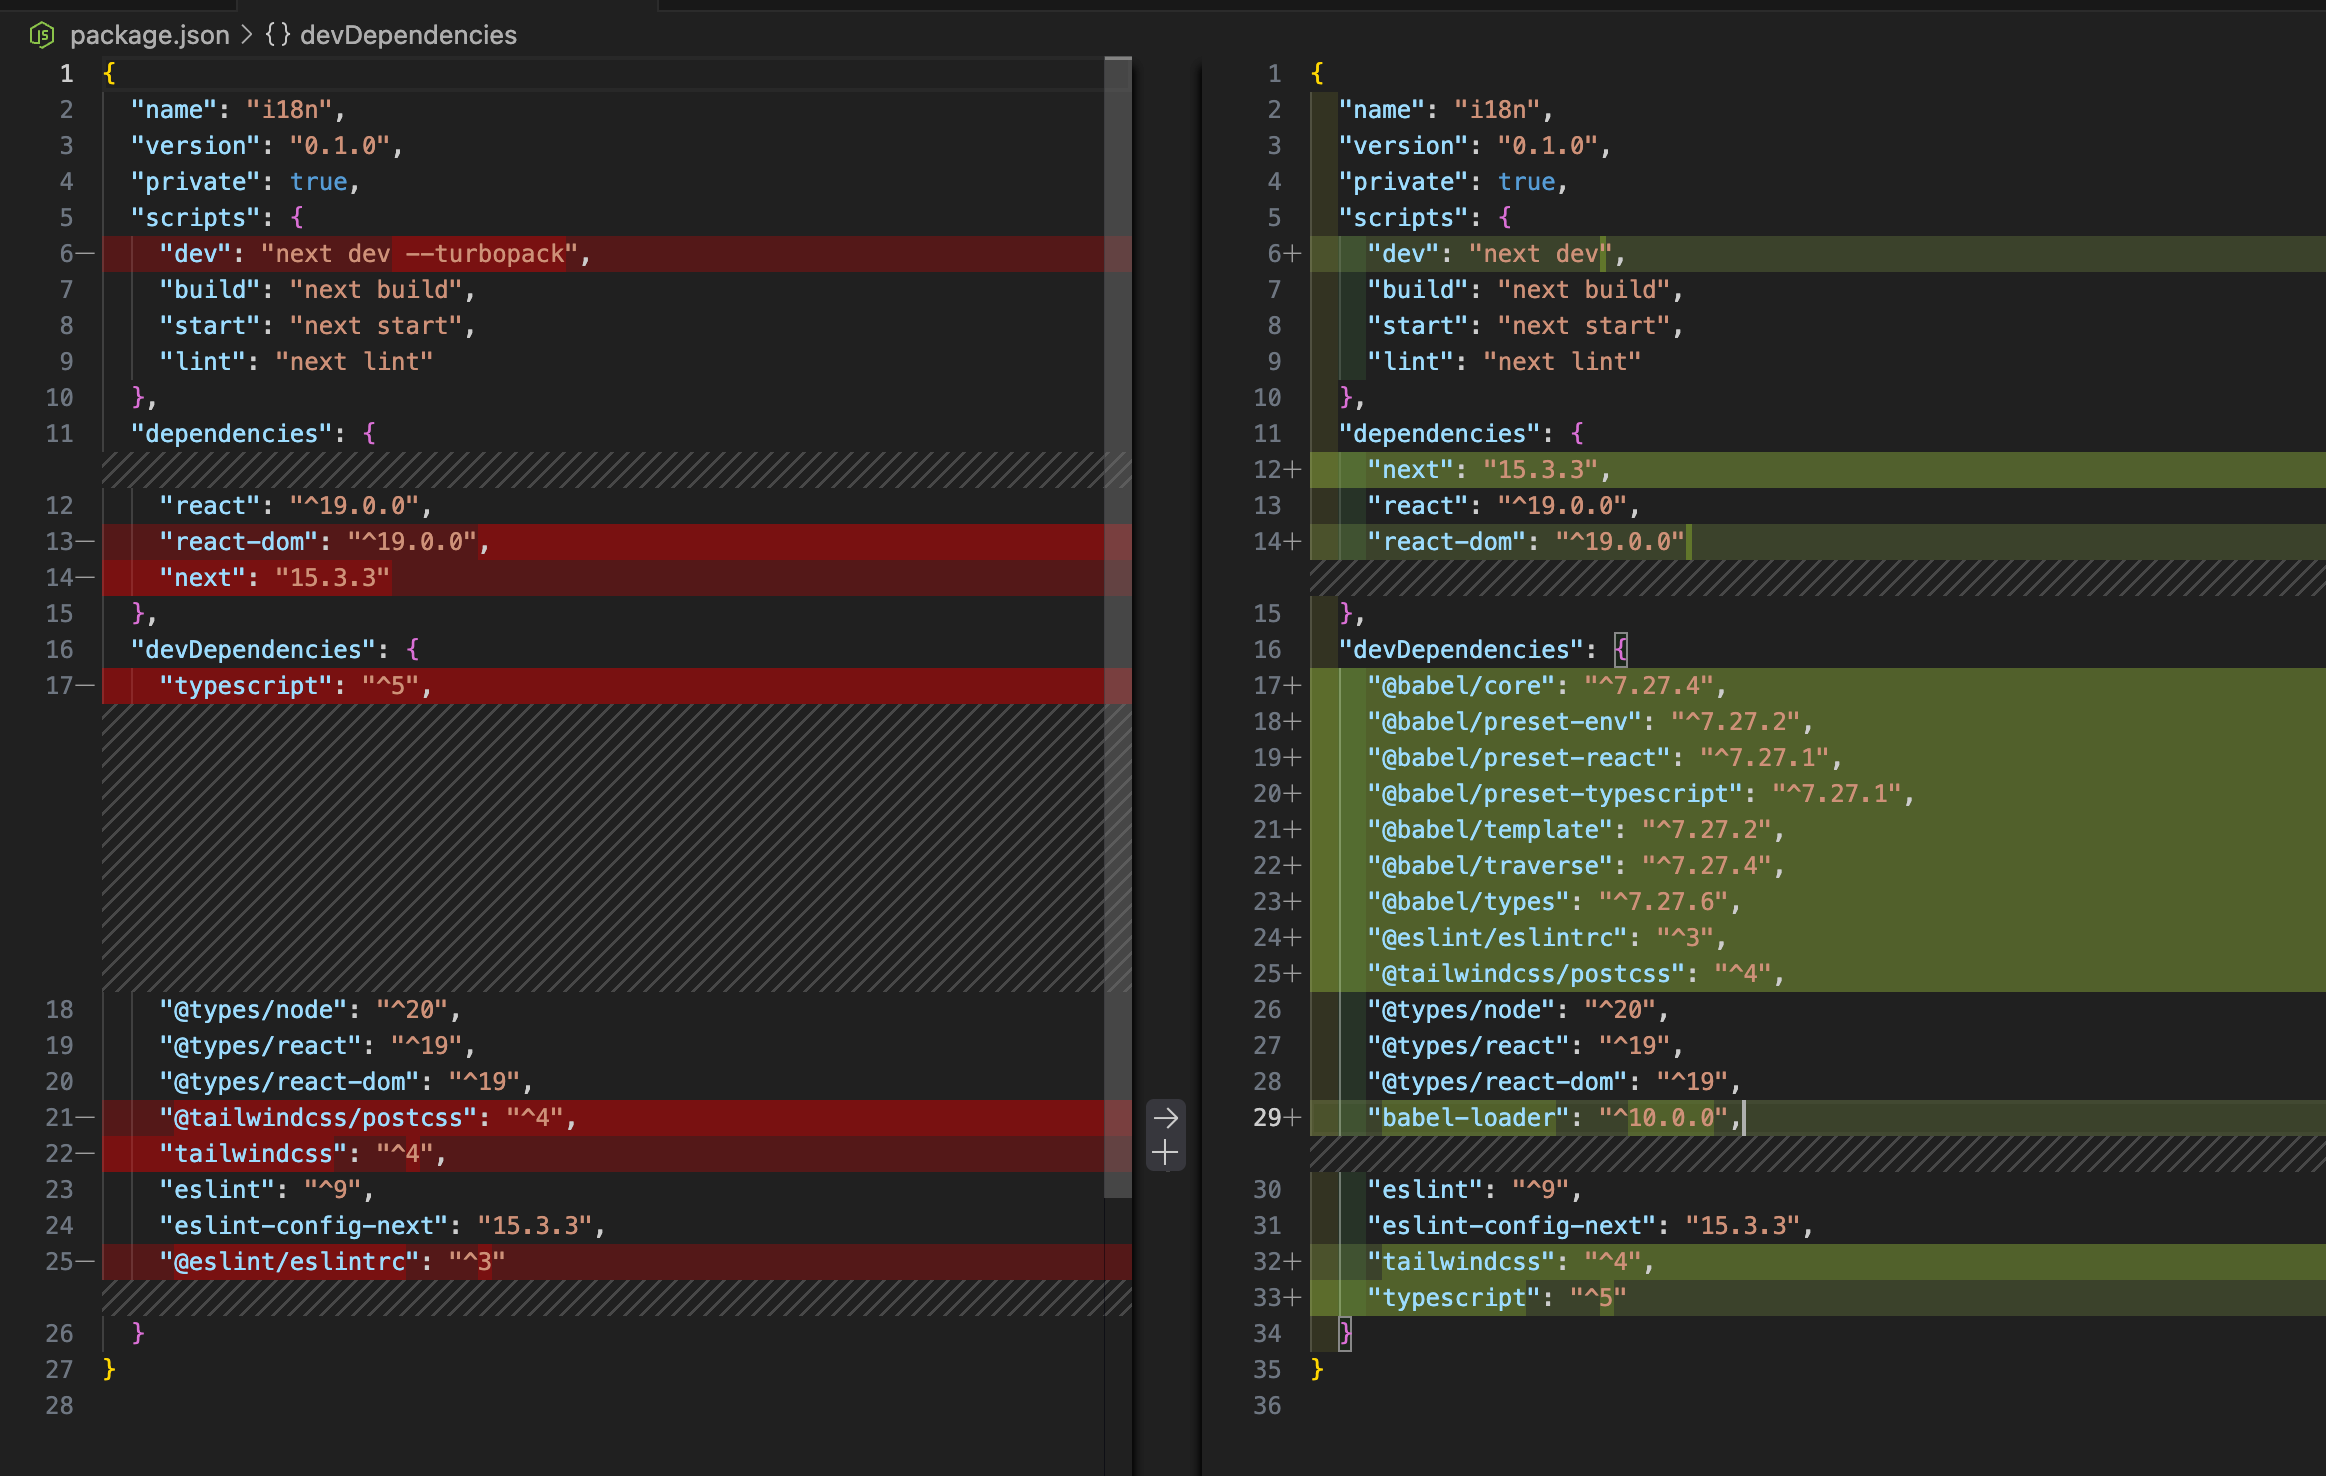 package.json > {} devDependencies
1 {
2 "name": "i18n",
3 "version": "0.1.0",
4 "private": true,
5 "scripts": {
6— "dev": "next dev --turbopack",
7 "build": "next build",
8 "start": "next start",
9 "lint": "next lint"
10 },
11 "dependencies": {
12 "react": "^19.0.0",
13— "react-dom": "^19.0.0",
14— "next": "15.3.3"
15 },
16 "devDependencies": {
17— "typescript": "^5",
18 "@types/node": "^20",
19 "@types/react": "^19",
20 "@types/react-dom": "^19",
21— "@tailwindcss/postcss": "^4",
22— "tailwindcss": "^4",
23 "eslint": "^9",
24 "eslint-config-next": "15.3.3",
25— "@eslint/eslintrc": "^3"
26 }
27 }
28
1 {
2 "name": "i18n",
3 "version": "0.1.0",
4 "private": true,
5 "scripts": {
6+ "dev": "next dev",
7 "build": "next build",
8 "start": "next start",
9 "lint": "next lint"
10 },
11 "dependencies": {
12+ "next": "15.3.3",
13 "react": "^19.0.0",
14+ "react-dom": "^19.0.0"
15 },
16 "devDependencies": {
17+ "@babel/core": "^7.27.4",
18+ "@babel/preset-env": "^7.27.2",
19+ "@babel/preset-react": "^7.27.1",
20+ "@babel/preset-typescript": "^7.27.1",
21+ "@babel/template": "^7.27.2",
22+ "@babel/traverse": "^7.27.4",
23+ "@babel/types": "^7.27.6",
24+ "@eslint/eslintrc": "^3",
25+ "@tailwindcss/postcss": "^4",
26 "@types/node": "^20",
27 "@types/react": "^19",
28 "@types/react-dom": "^19",
29+ "babel-loader": "^10.0.0",
30 "eslint": "^9",
31 "eslint-config-next": "15.3.3",
32+ "tailwindcss": "^4",
33+ "typescript": "^5"
34 }
35 }
36